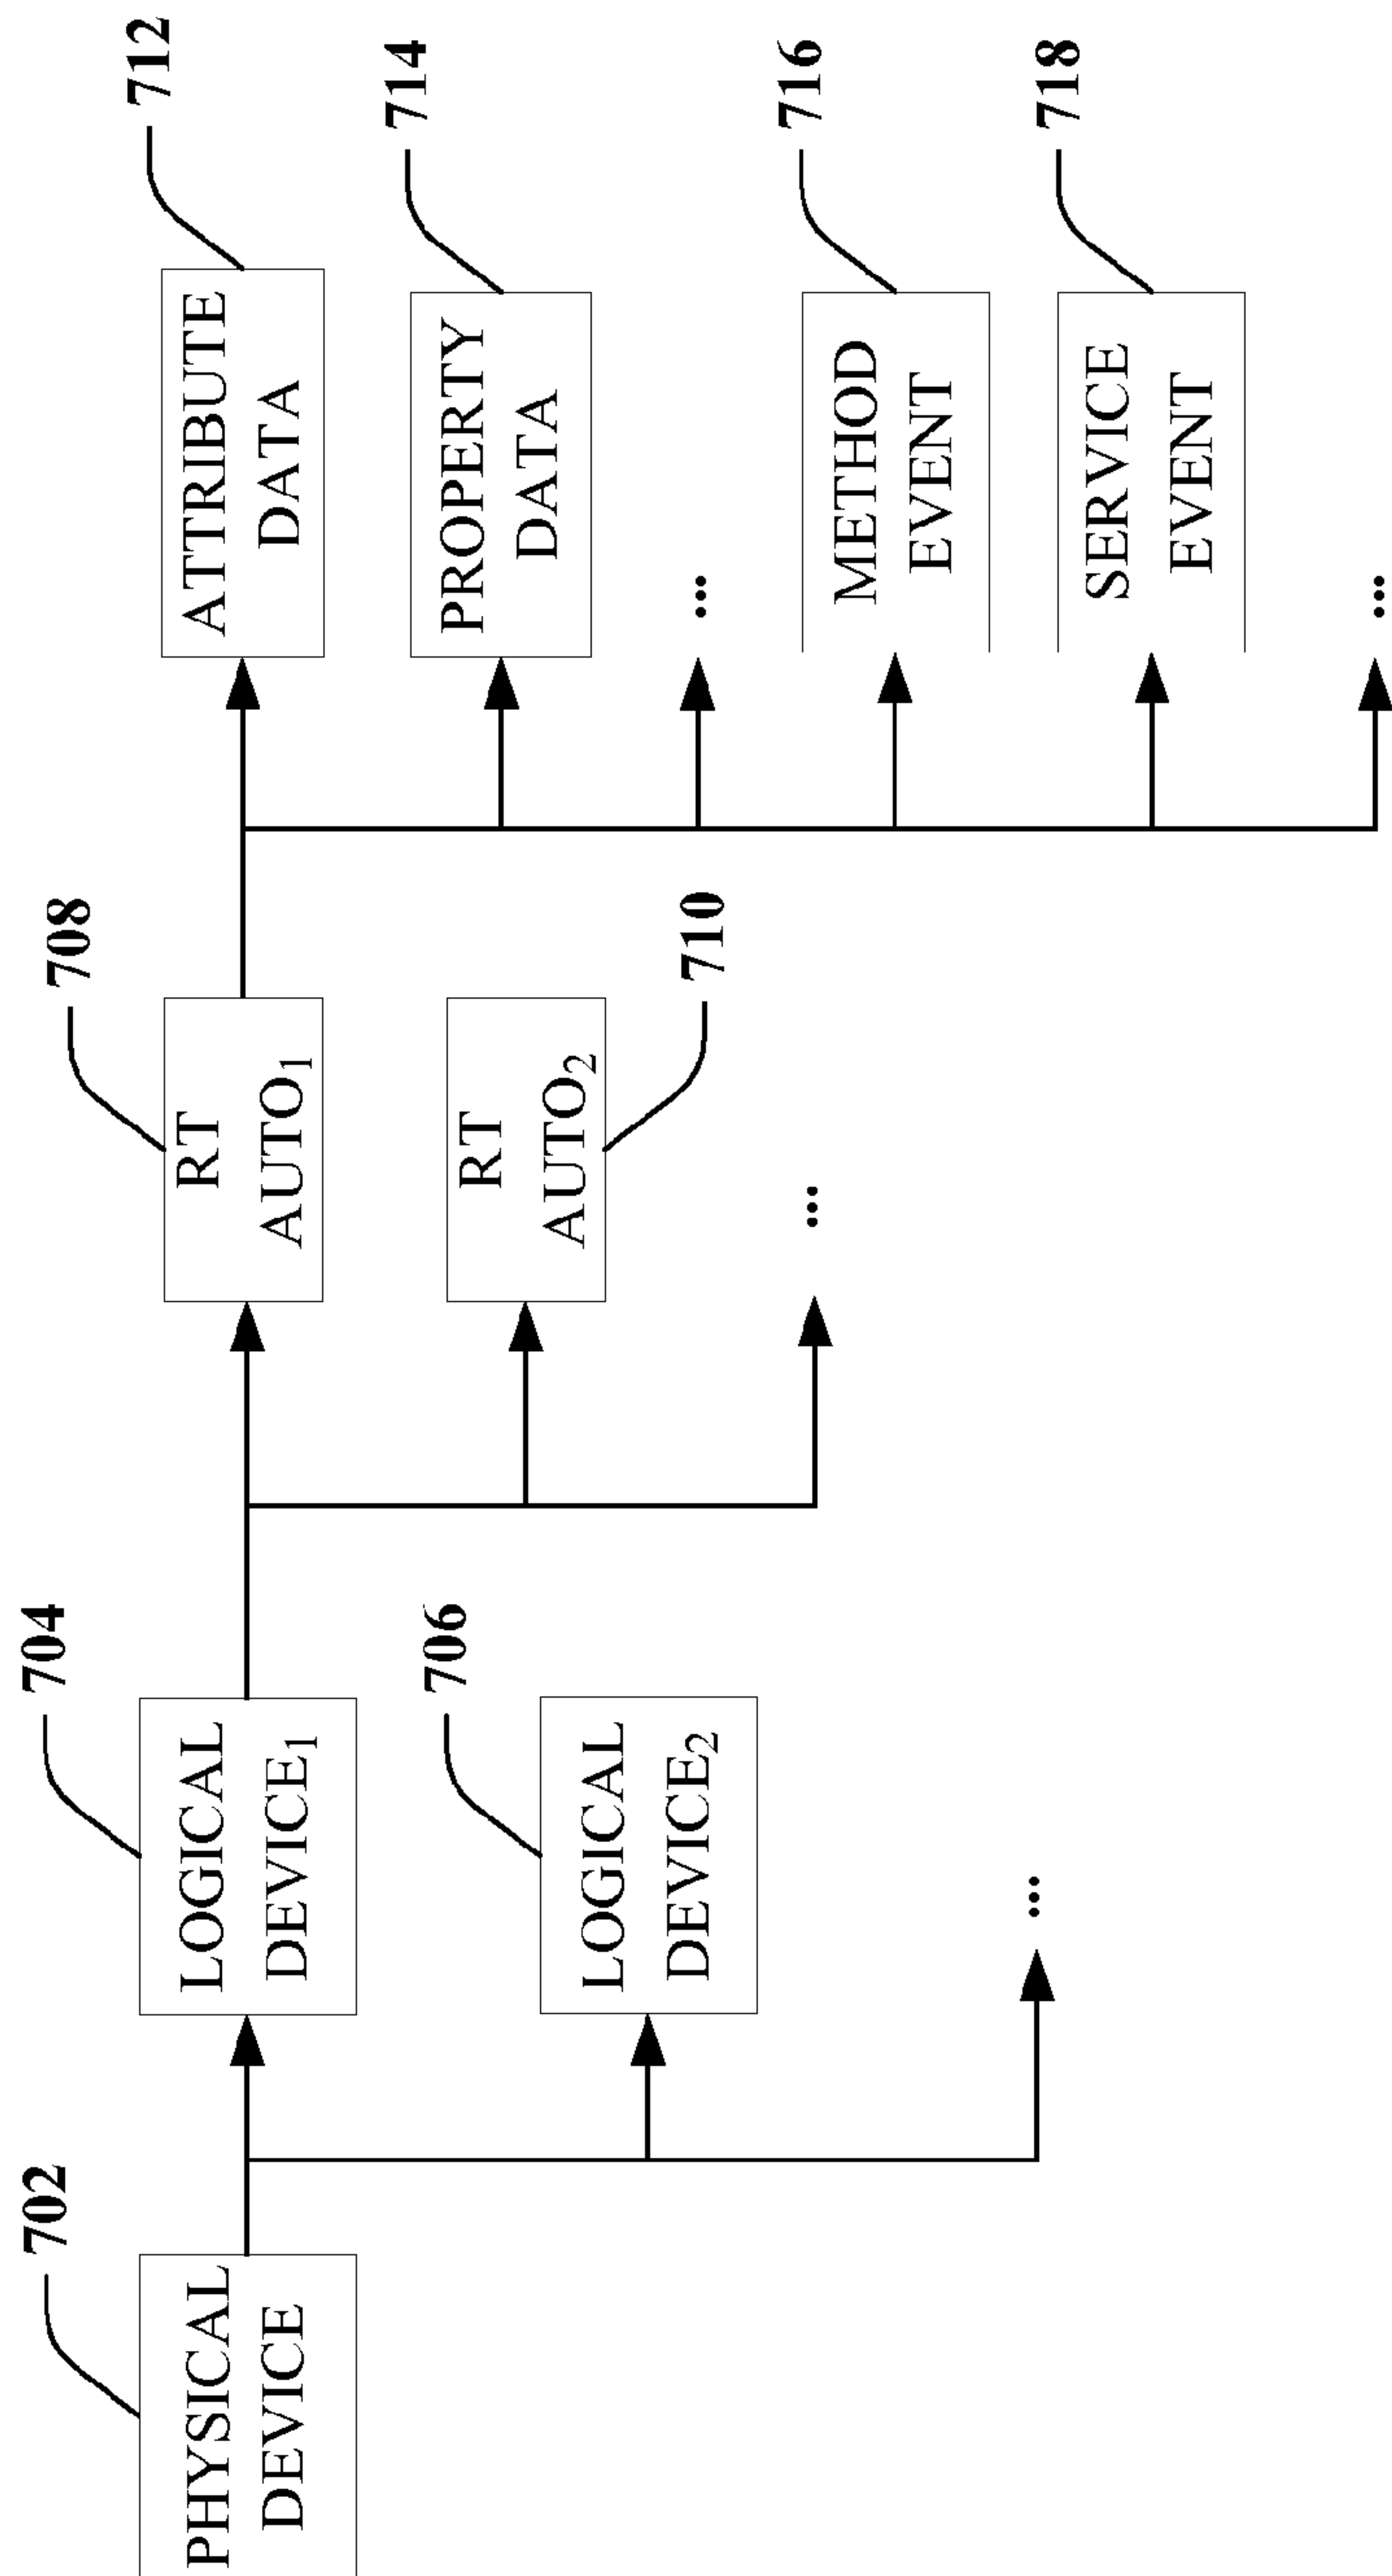 702
PHYSICAL
DEVICE
704
LOGICAL
DEVICE₁
706
LOGICAL
DEVICE₂
...
708
RT
AUTO₁
710
RT
AUTO₂
...
712
ATTRIBUTE
DATA
714
PROPERTY
DATA
...
716
METHOD
EVENT
718
SERVICE
EVENT
...